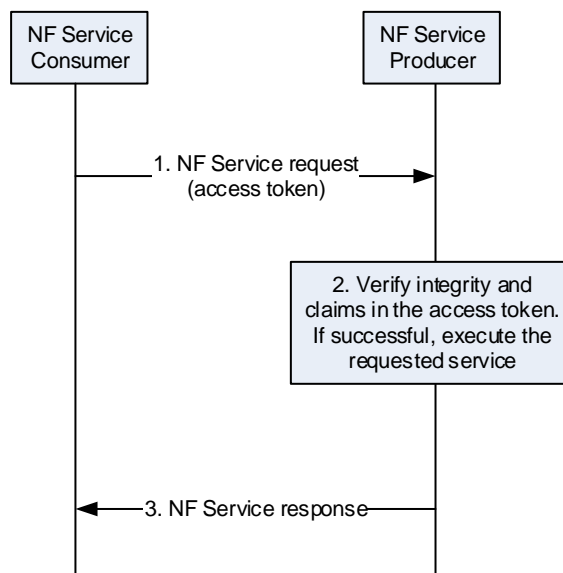 NF Service
Consumer
NF Service
Producer
1. NF Service request
(access token)
2. Verify integrity and
claims in the access token.
If successful, execute the
requested service
3. NF Service response